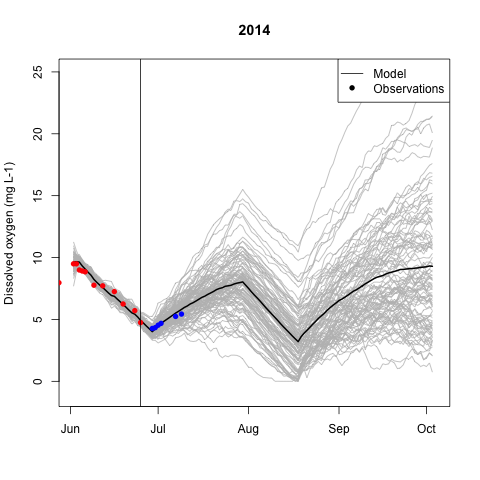 2014
Model
Observations
Dissolved oxygen (mg L-1)
25
20
15
10
5
0
Jun
Jul
Aug
Sep
Oct